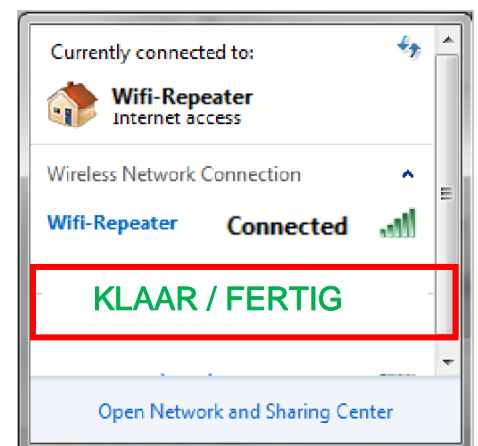 Currently connected to:
Wifi-Repeater
Internet access
Wireless Network Connection
Wifi-Repeater Connected
KLAAR / FERTIG
Open Network and Sharing Center